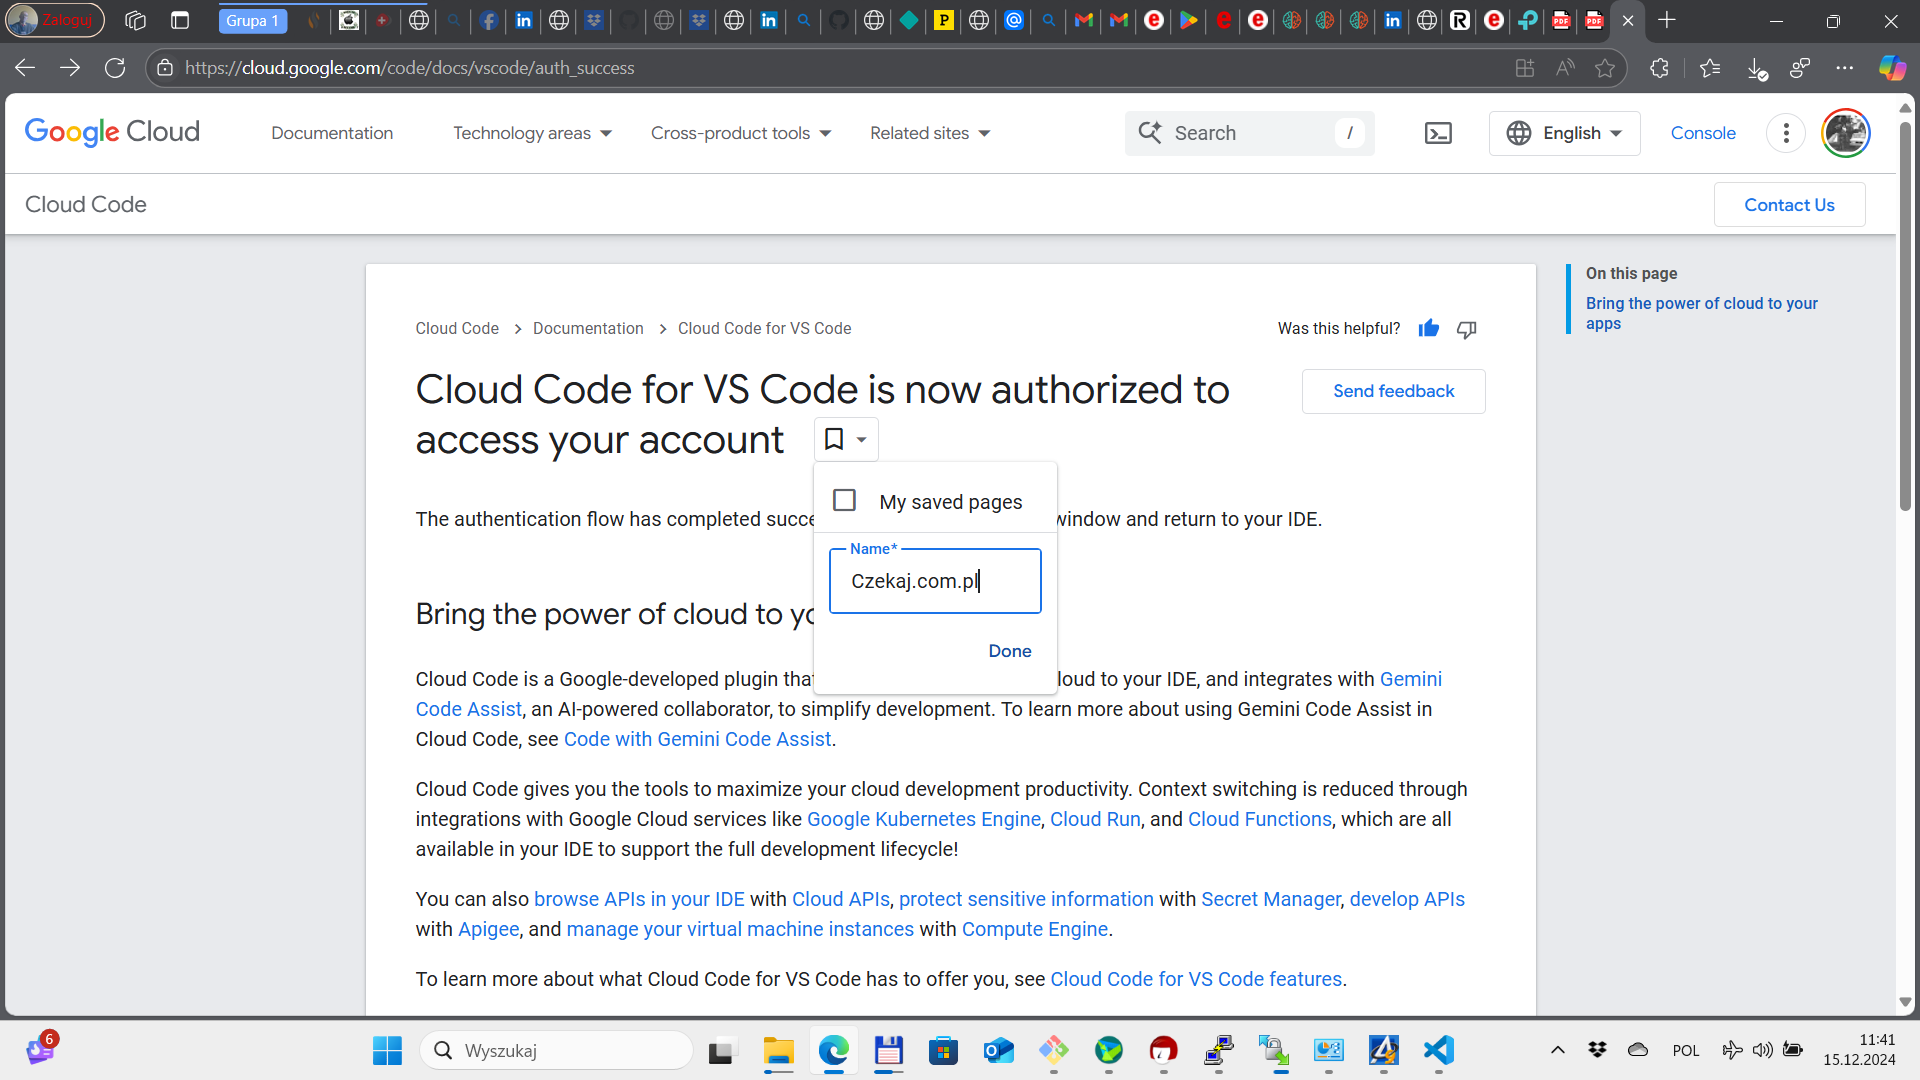 Zaloguj
Grupa 1
https://cloud.google.com/code/docs/vscode/auth_success
Google Cloud
Documentation
Technology areas
Cross-product tools
Related sites
Search
/
English
Console
Cloud Code
Contact Us
Cloud Code
Documentation
Cloud Code for VS Code
Was this helpful?
On this page
Bring the power of cloud to your
apps
Cloud Code for VS Code is now authorized to
access your account
Send feedback
My saved pages
The authentication flow has completed
window and return to your IDE.
Name*
Czekaj.com.pl
Done
Bring the power of cloud to
Cloud Code is a Google-developed plugin
to your IDE, and integrates with Gemini
Code Assist, an AI-powered collaborator, to simplify development. To learn more about using Gemini Code Assist in
Cloud Code, see Code with Gemini Code Assist.
Cloud Code gives you the tools to maximize your cloud development productivity. Context switching is reduced through
integrations with Google Cloud services like Google Kubernetes Engine, Cloud Run, and Cloud Functions, which are all
available in your IDE to support the full development lifecycle!
You can also browse APIs in your IDE with Cloud APIs, protect sensitive information with Secret Manager, develop APIs
with Apigee, and manage your virtual machine instances with Compute Engine.
To learn more about what Cloud Code for VS Code has to offer you, see Cloud Code for VS Code features.
6
Wyszukaj
POL
11:41
15.12.2024